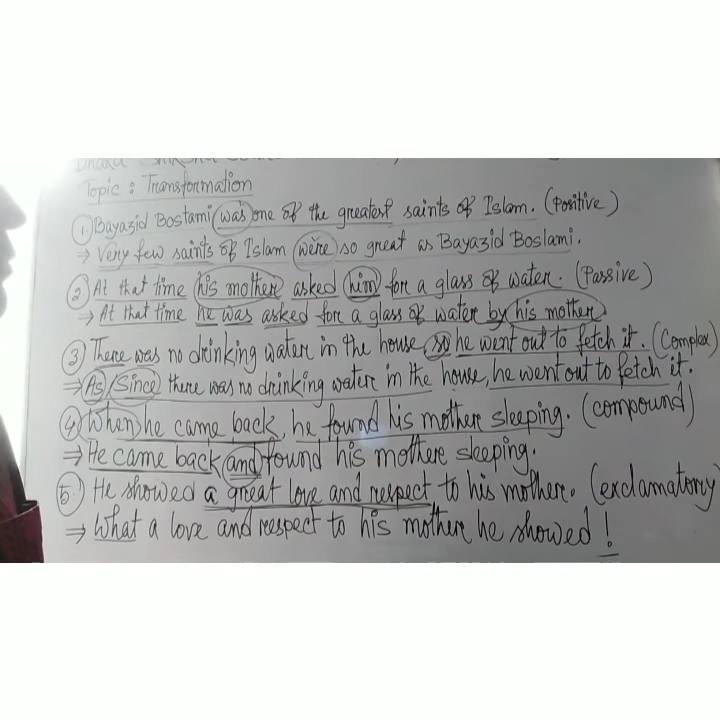 Topic : Transformation
1. Bayazid Bostami was one of the greatest saints of Islam. (Positive)
⇒ Very few saints of Islam were so great as Bayazid Boslami.
2 At that time his mother asked him for a glass of water. (Passive)
⇒ At that time he was asked for a glass of water by his mother
3 There was no drinking water in the house, so he went out to fetch it. (Complex)
⇒ As/Since there was no drinking water in the house, he went out to fetch it.
4 When he came back, he found his mother sleeping. (compound)
⇒ He came back and found his mother sleeping.
5. He showed a great love and respect to his mother. (exclamatory
⇒ What a love and respect to his mother he showed!